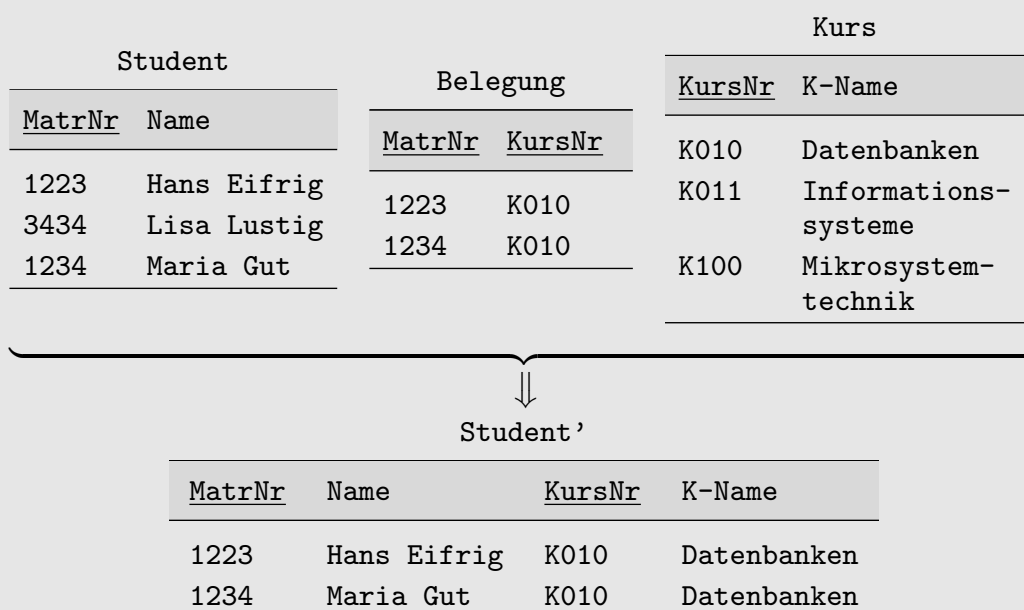 Student
MatrNr Name
1223 Hans Eifrig
3434 Lisa Lustig
1234 Maria Gut
Belegung
MatrNr KursNr
1223 K010
1234 K010
Kurs
KursNr K-Name
K010 Datenbanken
K011 Informations-
systeme
K100 Mikrosystem-
technik
⇓
Student’
MatrNr Name KursNr K-Name
1223 Hans Eifrig K010 Datenbanken
1234 Maria Gut K010 Datenbanken